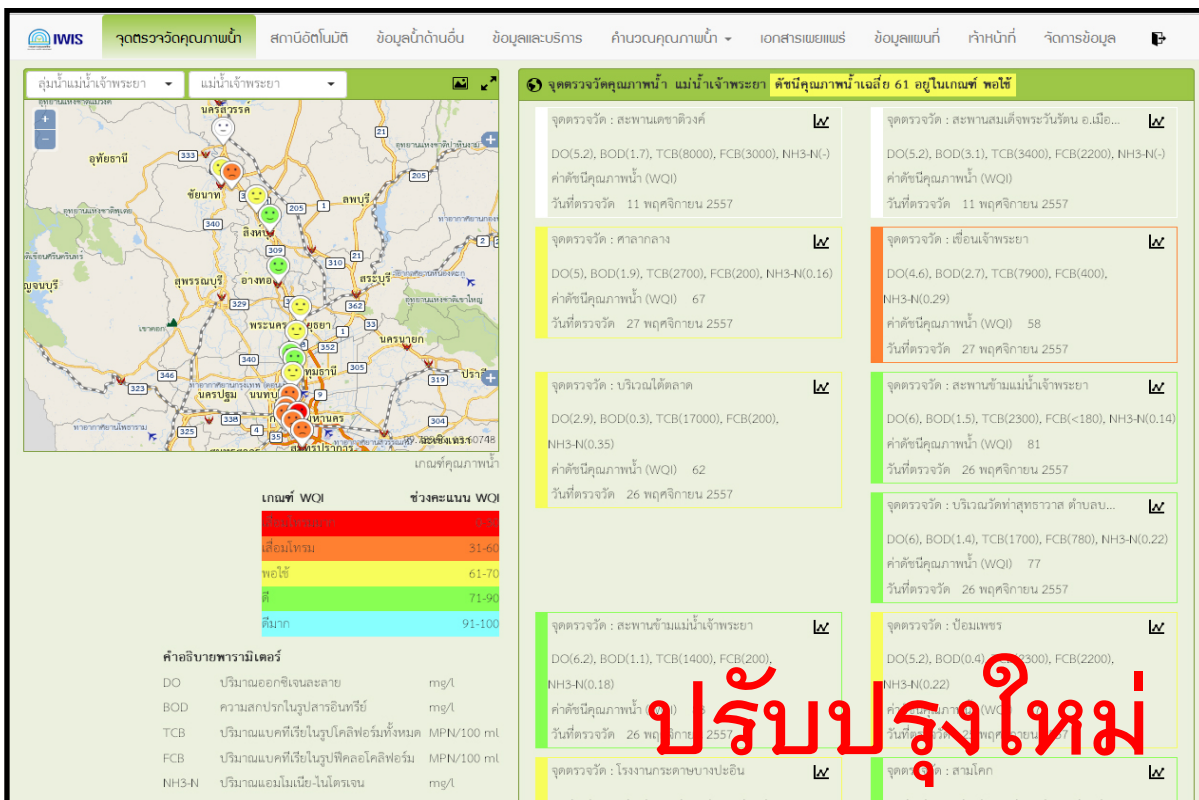 IWIS
จุดตรวจวัดคุณภาพน้ำ
สถานีอัตโนมัติ
ข้อมูลน้ำด้านอื่น
ข้อมูลและบริการ
คำนวณคุณภาพน้ำ
เอกสารเผยแพร่
ข้อมูลแผนที่
เจ้าหน้าที่
จัดการข้อมูล
ลุ่มน้ำแม่น้ำเจ้าพระยา
แม่น้ำเจ้าพระยา
นครสวรรค์
อุทัยธานี
333
21
205
ชัยนาท
205
1
ลพบุรี
340
สิงห์บุรี
309
21
310
สุพรรณบุรี
อ่างทอง
สระบุรี
329
362
33
1
352
นครนายก
340
346
323
305
319
นครปฐม
9
338
304
325
4
35
เกณฑ์คุณภาพน้ำ
เกณฑ์ WQI ช่วงคะแนน WQI
เสื่อมโทรม 31-60
พอใช้ 61-70
ดี 71-90
ดีมาก 91-100
คำอธิบายพารามิเตอร์
DO ปริมาณออกซิเจนละลาย mg/l
BOD ความสกปรกในรูปสารอินทรีย์ mg/l
TCB ปริมาณแบคทีเรียในรูปโคลิฟอร์มทั้งหมด MPN/100 ml
FCB ปริมาณแบคทีเรียในรูปฟีคลอโคลิฟอร์ม MPN/100 ml
NH3-N ปริมาณแอมโมเนีย-ไนโตรเจน mg/l
จุดตรวจวัดคุณภาพน้ำ แม่น้ำเจ้าพระยา ดัชนีคุณภาพน้ำเฉลี่ย 61 อยู่ในเกณฑ์ พอใช้
จุดตรวจวัด : สะพานเดชาติวงศ์
DO(5.2), BOD(1.7), TCB(8000), FCB(3000), NH3-N(-)
ค่าดัชนีคุณภาพน้ำ (WQI)
วันที่ตรวจวัด 11 พฤศจิกายน 2557
จุดตรวจวัด : สะพานสมเด็จพระวันรัตน อ.เมือ...
DO(5.2), BOD(3.1), TCB(3400), FCB(2200), NH3-N(-)
ค่าดัชนีคุณภาพน้ำ (WQI)
วันที่ตรวจวัด 11 พฤศจิกายน 2557
จุดตรวจวัด : ศาลากลาง
DO(5), BOD(1.9), TCB(2700), FCB(200), NH3-N(0.16)
ค่าดัชนีคุณภาพน้ำ (WQI) 67
วันที่ตรวจวัด 27 พฤศจิกายน 2557
จุดตรวจวัด : เขื่อนเจ้าพระยา
DO(4.6), BOD(2.7), TCB(7900), FCB(400),
NH3-N(0.29)
ค่าดัชนีคุณภาพน้ำ (WQI) 58
วันที่ตรวจวัด 27 พฤศจิกายน 2557
จุดตรวจวัด : บริเวณใต้ตลาด
DO(2.9), BOD(0.3), TCB(17000), FCB(200),
NH3-N(0.35)
ค่าดัชนีคุณภาพน้ำ (WQI) 62
วันที่ตรวจวัด 26 พฤศจิกายน 2557
จุดตรวจวัด : สะพานข้ามแม่น้ำเจ้าพระยา
DO(6), BOD(1.5), TCB(2300), FCB(<180), NH3-N(0.14)
ค่าดัชนีคุณภาพน้ำ (WQI) 81
วันที่ตรวจวัด 26 พฤศจิกายน 2557
จุดตรวจวัด : บริเวณวัดท่าสุทธาวาส ตำบลบ...
DO(6), BOD(1.4), TCB(1700), FCB(780), NH3-N(0.22)
ค่าดัชนีคุณภาพน้ำ (WQI) 77
วันที่ตรวจวัด 26 พฤศจิกายน 2557
จุดตรวจวัด : สะพานข้ามแม่น้ำเจ้าพระยา
DO(6.2), BOD(1.1), TCB(1400), FCB(200),
NH3-N(0.18)
ค่าดัชนีคุณภาพน้ำ
วันที่ตรวจวัด 26 2557
จุดตรวจวัด : ป้อมเพชร
DO(5.2), BOD(0.4), FCB(2200),
NH3-N(0.22)
ปรับปรุงใหม่
จุดตรวจวัด : โรงงานกระดาษบางปะอิน
จุดตรวจวัด : สามโคก